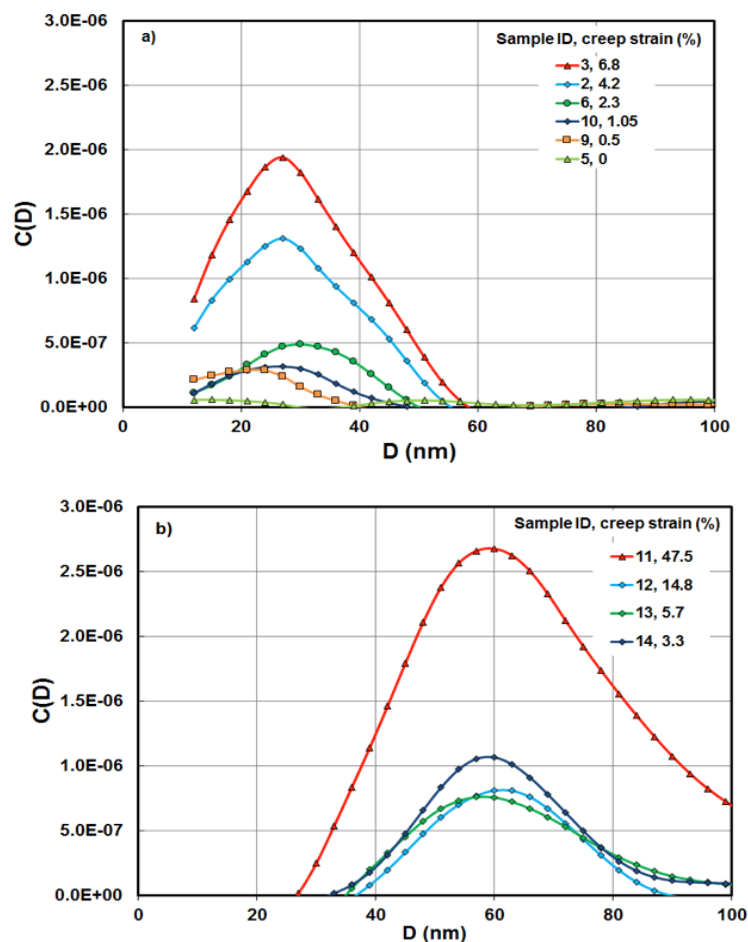 a)
Sample ID, creep strain (%)
3, 6.8
2, 4.2
6, 2.3
10, 1.05
9, 0.5
5, 0
C(D)
3.0E-06
2.5E-06
2.0E-06
1.5E-06
1.0E-06
5.0E-07
0.0E+00
0 20 40 60 80 100
D (nm)
b)
Sample ID, creep strain (%)
11, 47.5
12, 14.8
13, 5.7
14, 3.3
C(D)
3.0E-06
2.5E-06
2.0E-06
1.5E-06
1.0E-06
5.0E-07
0.0E+00
0 20 40 60 80 100
D (nm)